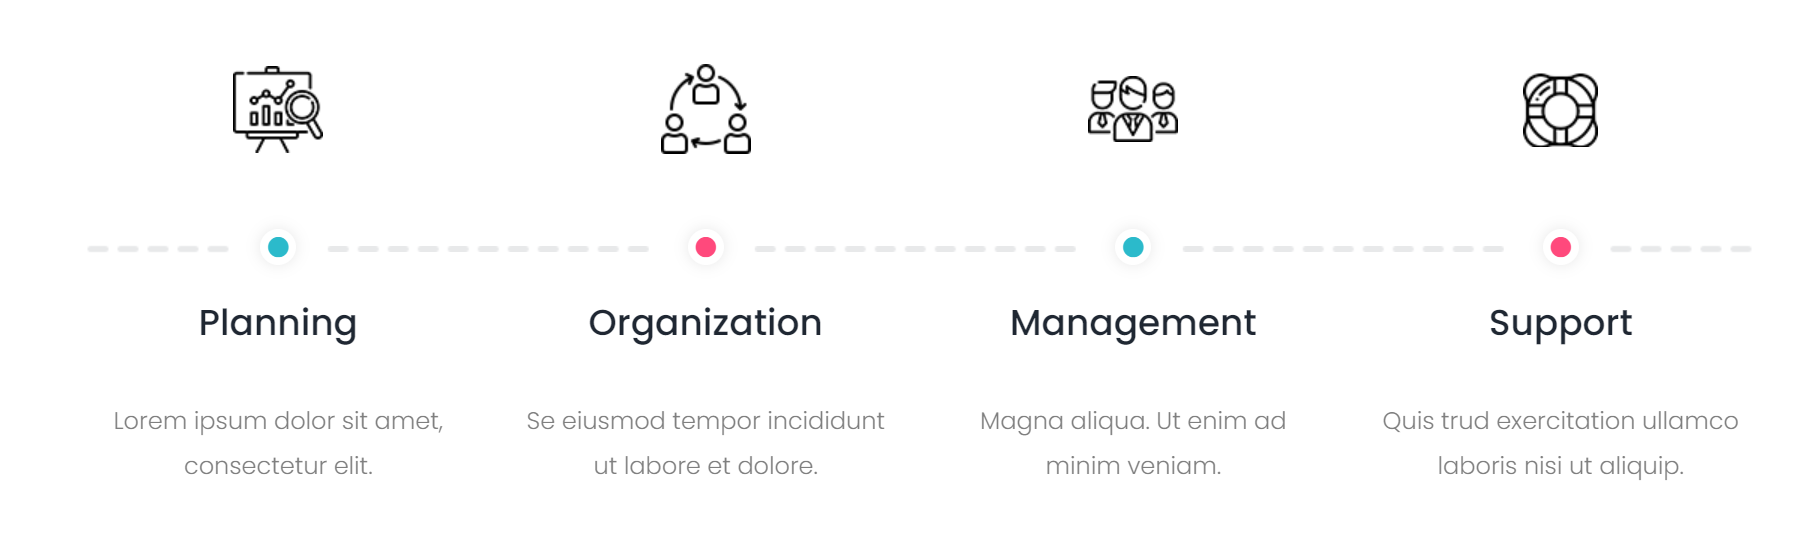 Planning
Organization
Management
Support
Lorem ipsum dolor sit amet,
consectetur elit.
Se eiusmod tempor incididunt
ut labore et dolore.
Magna aliqua. Ut enim ad
minim veniam.
Quis trud exercitation ullamco
laboris nisi ut aliquip.